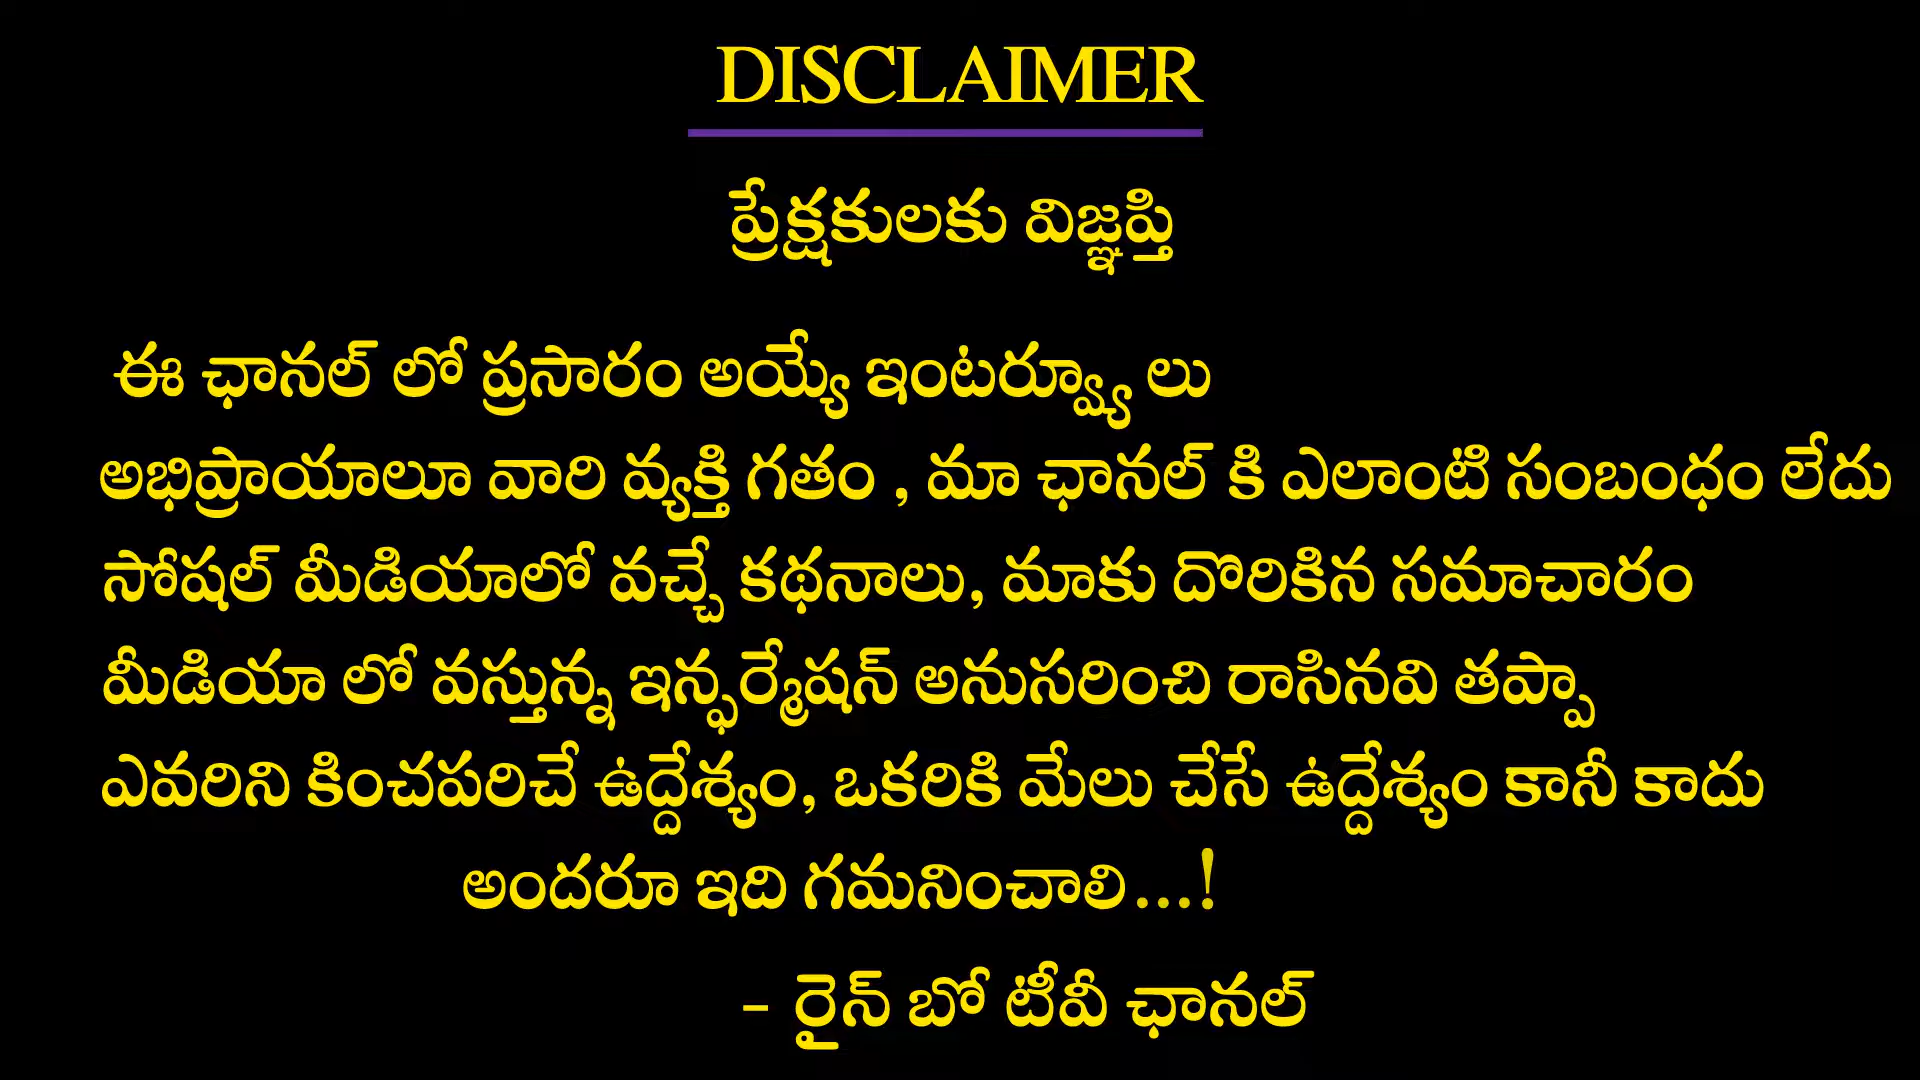 DISCLAIMER
ప్రేక్షకులకు విజ్ఞప్తి
ఈ ఛానల్ లో ప్రసారం అయ్యే ఇంటర్వ్యూ లు
అభిప్రాయాలూ వారి వ్యక్తి గతం , మా ఛానల్ కి ఎలాంటి సంబంధం లేదు
సోషల్ మీడియాలో వచ్చే కథనాలు, మాకు దొరికిన సమాచారం
మీడియా లో వస్తున్న ఇన్ఫర్మేషన్ అనుసరించి రాసినవి తప్పా
ఎవరిని కించపరిచే ఉద్దేశ్యం, ఒకరికి మేలు చేసే ఉద్దేశ్యం కానీ కాదు
అందరూ ఇది గమనించాలి...!
- రైన్ బో టీవీ ఛానల్